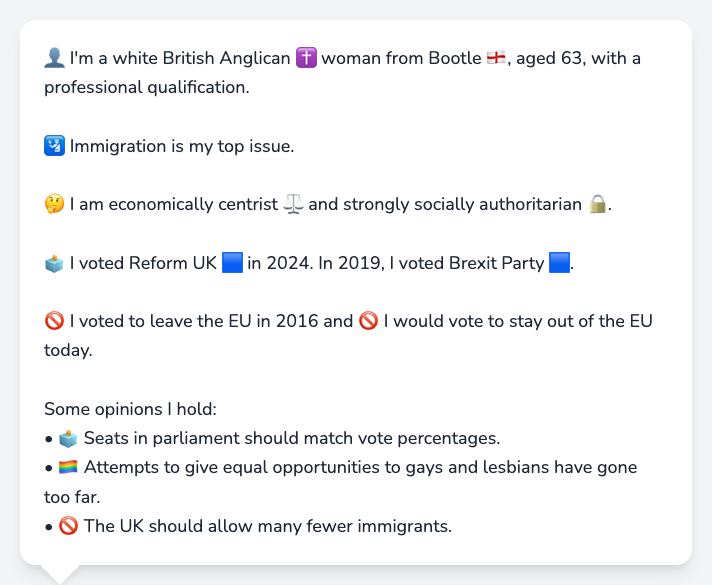 👤 I'm a white British Anglican ✝️ woman from Bootle 🏴󠁧󠁢󠁥󠁮󠁧󠁿, aged 63, with a
professional qualification.
🛂 Immigration is my top issue.
🤔 I am economically centrist ⚖️ and strongly socially authoritarian 🔒.
🗳️ I voted Reform UK 🟦 in 2024. In 2019, I voted Brexit Party 🟦.
🚫 I voted to leave the EU in 2016 and 🚫 I would vote to stay out of the EU
today.
Some opinions I hold:
• 🗳️ Seats in parliament should match vote percentages.
• 🏳️‍🌈 Attempts to give equal opportunities to gays and lesbians have gone
too far.
• 🚫 The UK should allow many fewer immigrants.